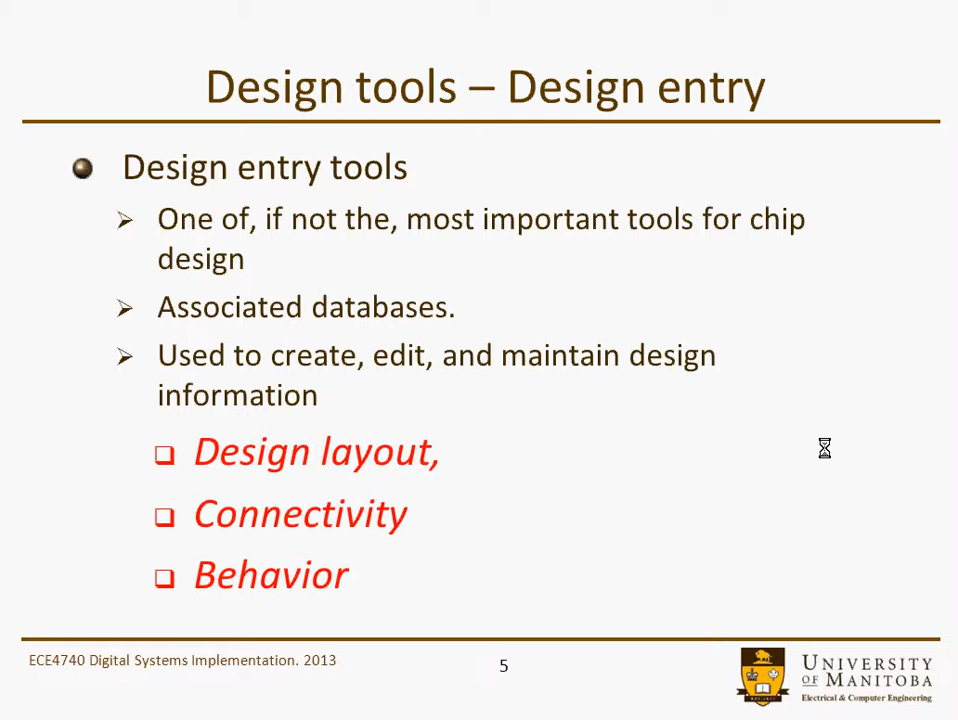 Design tools – Design entry
Design entry tools
One of, if not the, most important tools for chip
design
Associated databases.
Used to create, edit, and maintain design
information
Design layout,
Connectivity
Behavior
ECE4740 Digital Systems Implementation. 2013
5
UNIVERSITY
OF MANITOBA
Electrical & Computer Engineering